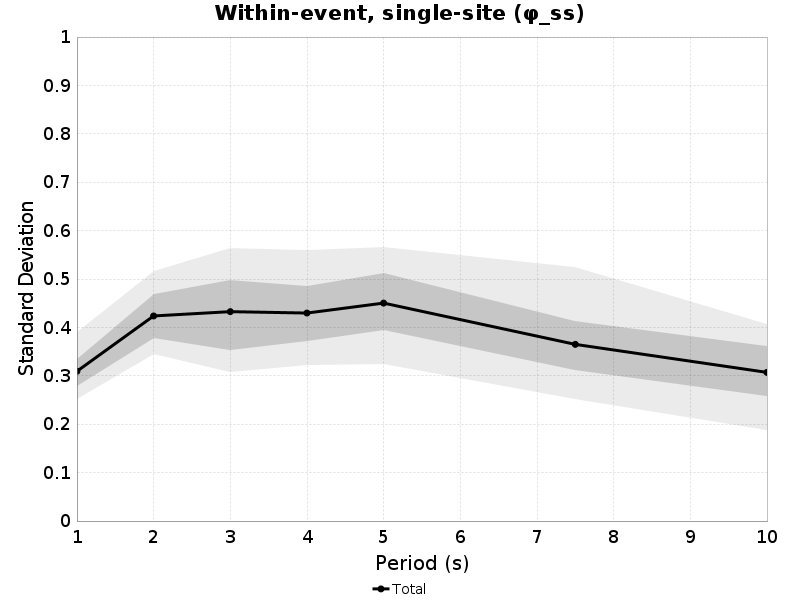 Within-event, single-site (φ_ss)
1
0.9
0.8
0.7
0.6
0.5
0.4
0.3
0.2
0.1
0
Standard Deviation
1 2 3 4 5 6 7 8 9 10
Period (s)
Total